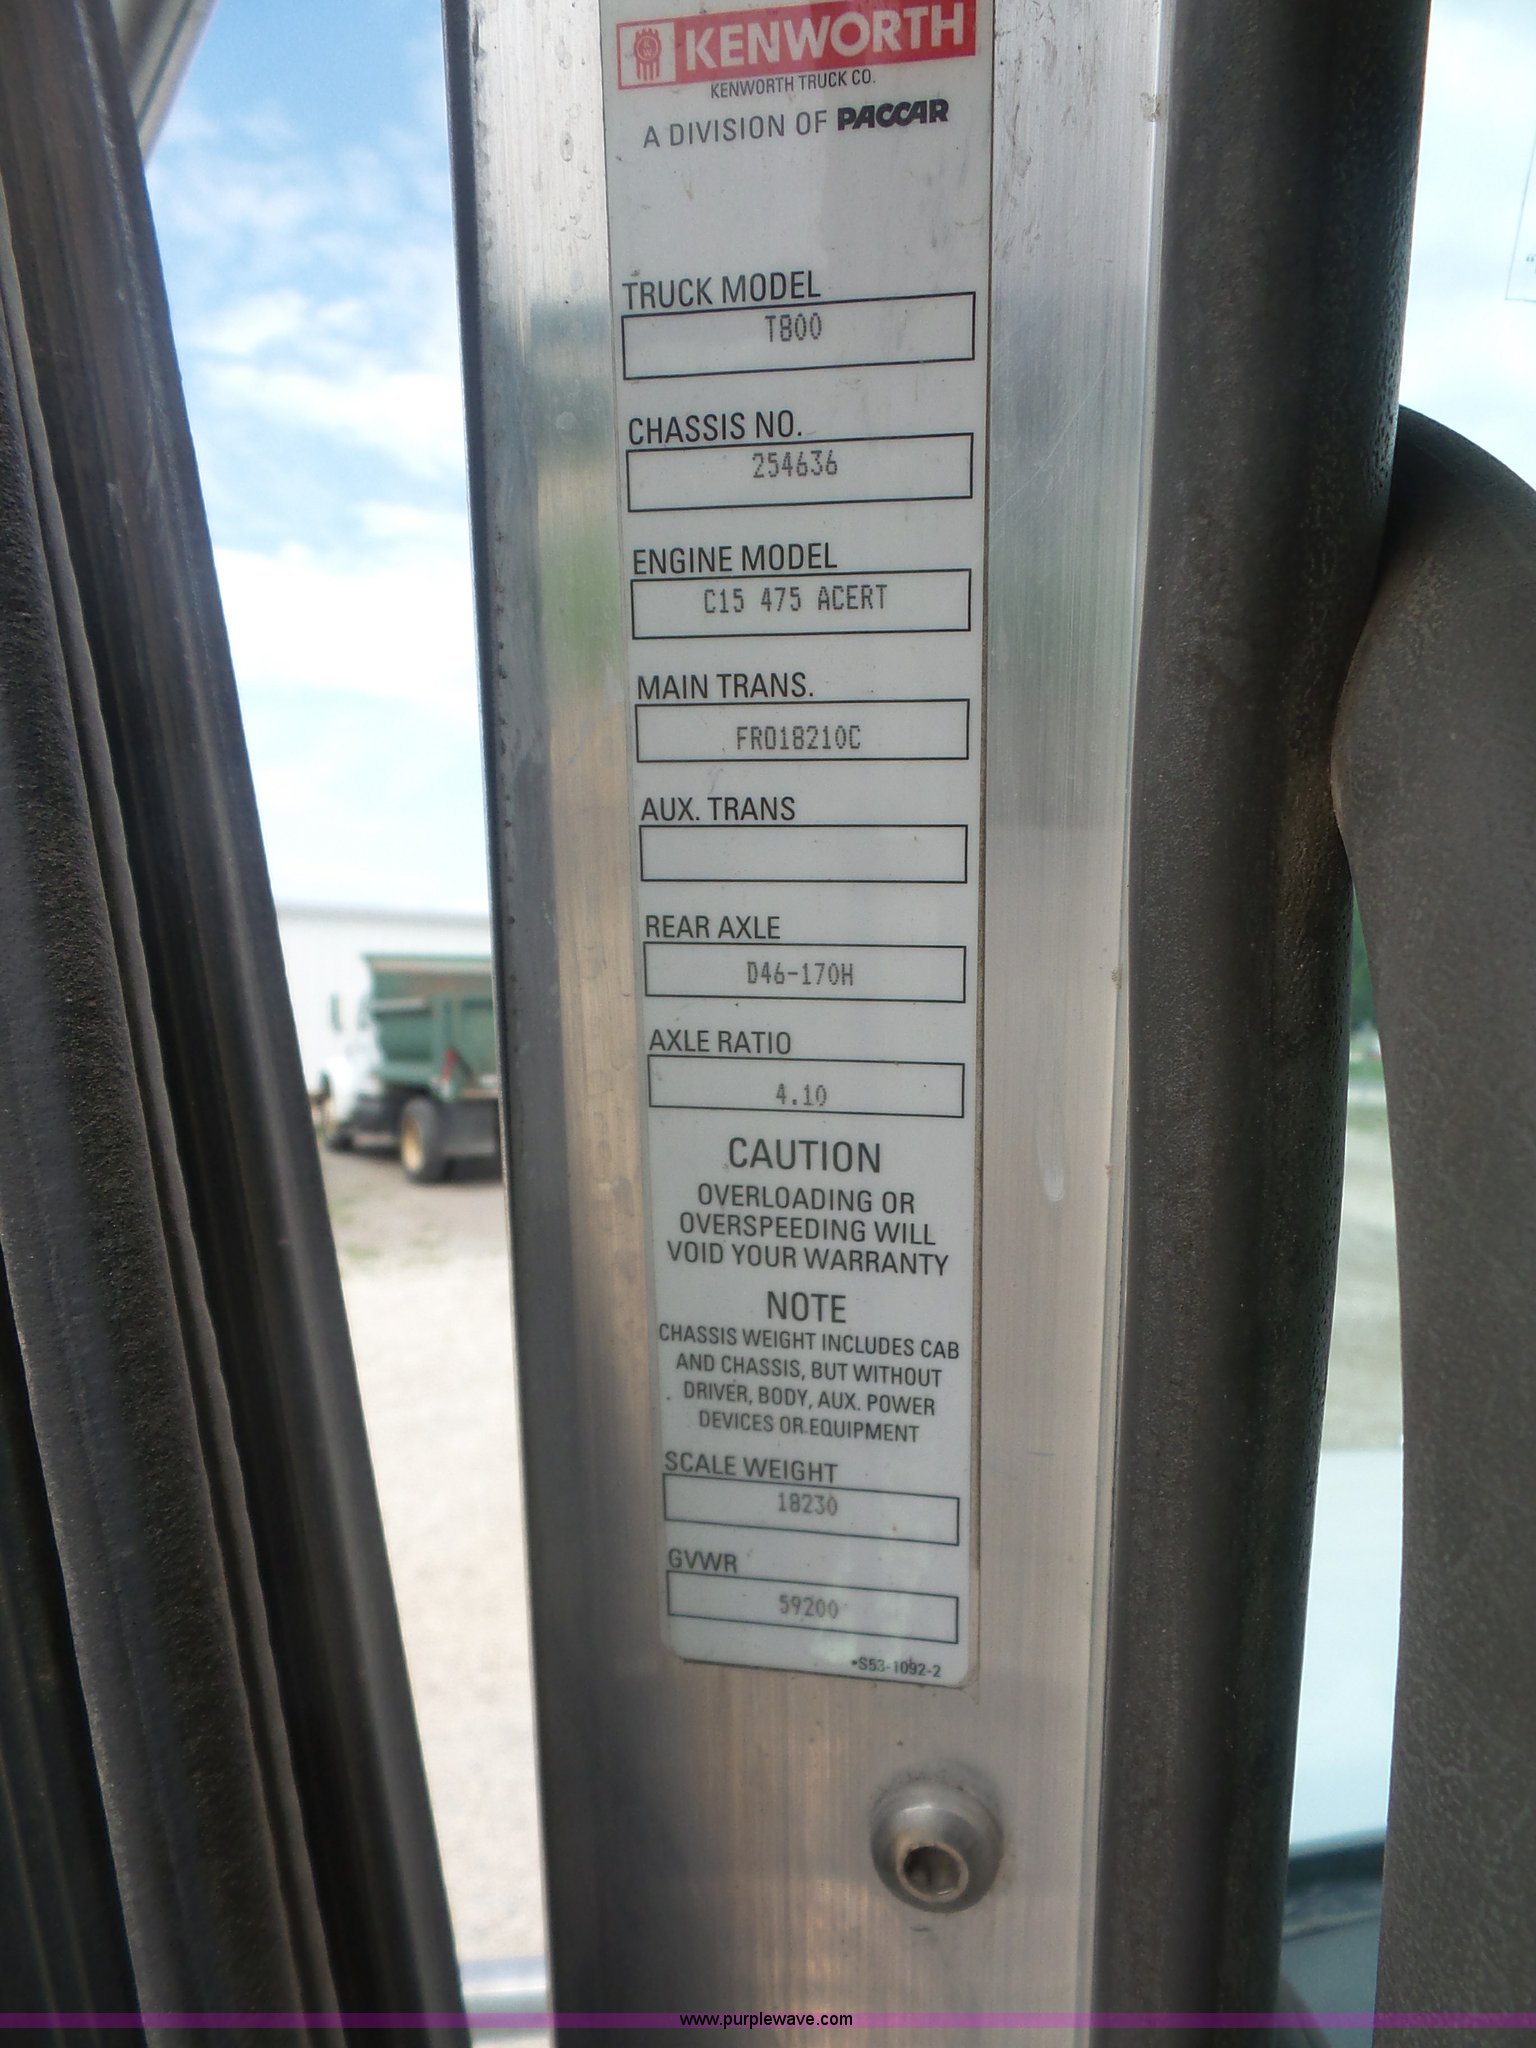 KENWORTH
KENWORTH TRUCK CO.
A DIVISION OF PACCAR
TRUCK MODEL
T800
CHASSIS NO.
254636
ENGINE MODEL
C15 475 ACERT
MAIN TRANS.
FRO18210C
AUX. TRANS
REAR AXLE
D46-170H
AXLE RATIO
4.10
CAUTION
OVERLOADING OR
OVERSPEEDING WILL
VOID YOUR WARRANTY
NOTE
CHASSIS WEIGHT INCLUDES CAB
AND CHASSIS, BUT WITHOUT
DRIVER, BODY, AUX. POWER
DEVICES OR EQUIPMENT
SCALE WEIGHT
18230
GVWR
59200
•S53-1092-2
www.purplewave.com